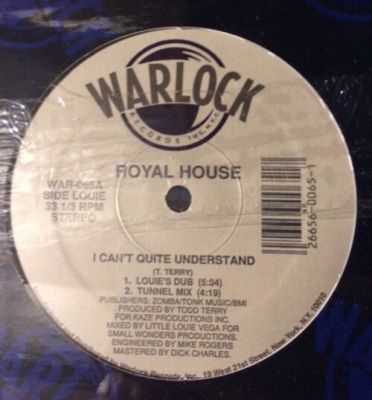 WARLOCK
RECORDS INC. NYC
ROYAL HOUSE
WAR-065A
SIDE LOUIE
33 1/3 RPM
STEREO
26656-0065-1
I CAN'T QUITE UNDERSTAND
(T. TERRY)
1. LOUIE'S DUB (5:04)
2. TUNNEL MIX (4:19)
PUBLISHERS: ZOMBA/TONK MUSIC/BMI
PRODUCED BY TODD TERRY
FOR KAZE PRODUCTIONS INC.
MIXED BY LITTLE LOUIE VEGA FOR
SMALL WONDERS PRODUCTIONS.
ENGINEERED BY MIKE ROGERS
MASTERED BY DICK CHARLES.
Warlock Records, Inc., 19 West 21st Street, New York, N.Y. 10010